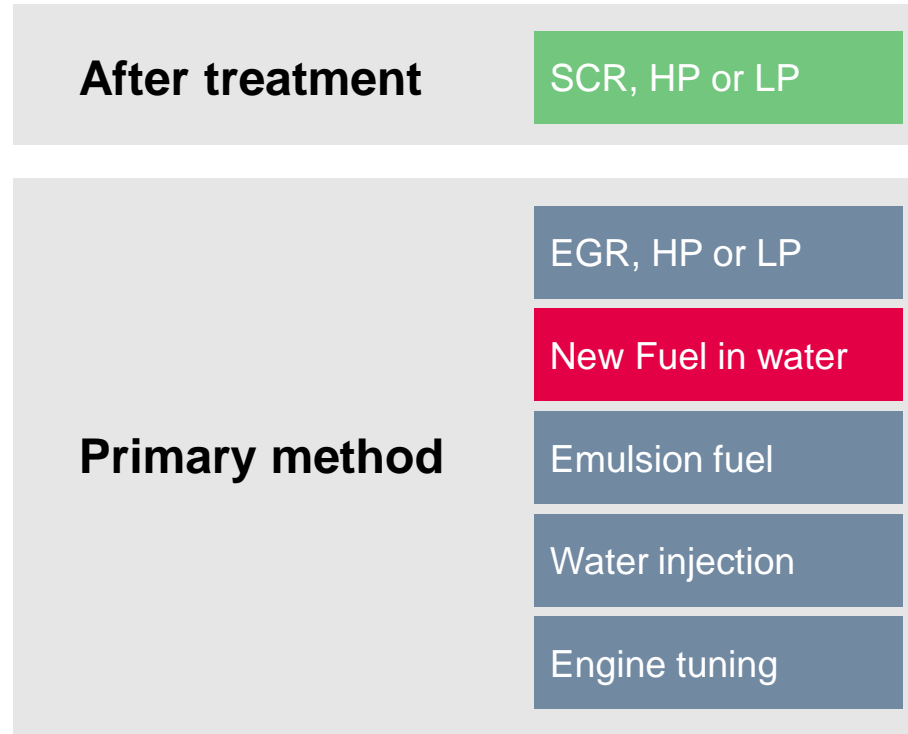 After treatment
SCR, HP or LP
Primary method
EGR, HP or LP
New Fuel in water
Emulsion fuel
Water injection
Engine tuning